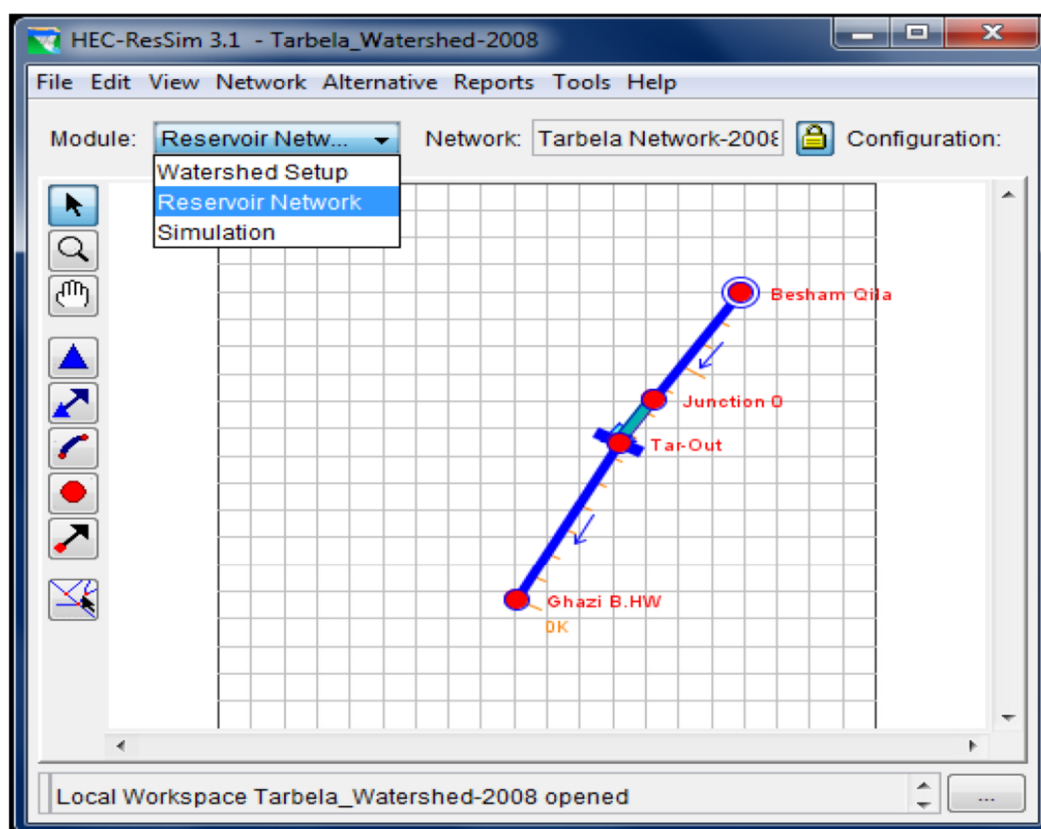 HEC-ResSim 3.1 - Tarbela_Watershed-2008
File Edit View Network Alternative Reports Tools Help
Module: Reservoir Netw... Network: Tarbela Network-2008 Configuration:
Watershed Setup
Reservoir Network
Simulation
Besham Qila
Junction 0
Tar-Out
Ghazi B.HW
0K
Local Workspace Tarbela_Watershed-2008 opened
...